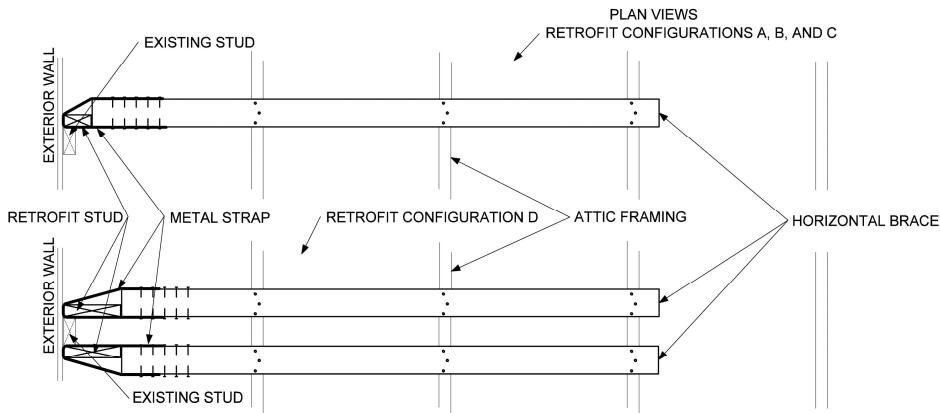 PLAN VIEWS
RETROFIT CONFIGURATIONS A, B, AND C
EXISTING STUD
EXTERIOR WALL
RETROFIT STUD
METAL STRAP
RETROFIT CONFIGURATION D
ATTIC FRAMING
HORIZONTAL BRACE
EXTERIOR WALL
EXISTING STUD